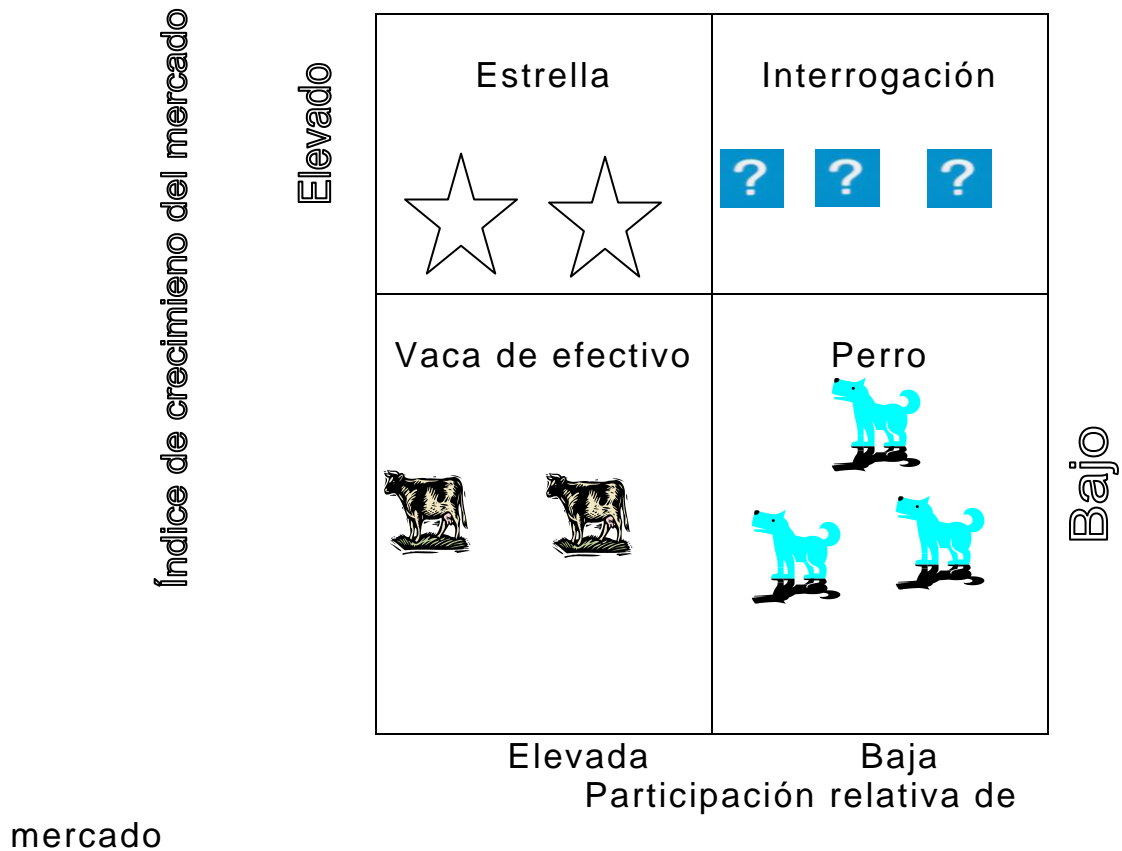 Índice de crecimieno del mercado
Elevado
Estrella
Interrogación
? ? ?
Vaca de efectivo
Perro
Bajo
Elevada
Baja
Participación relativa de
mercado